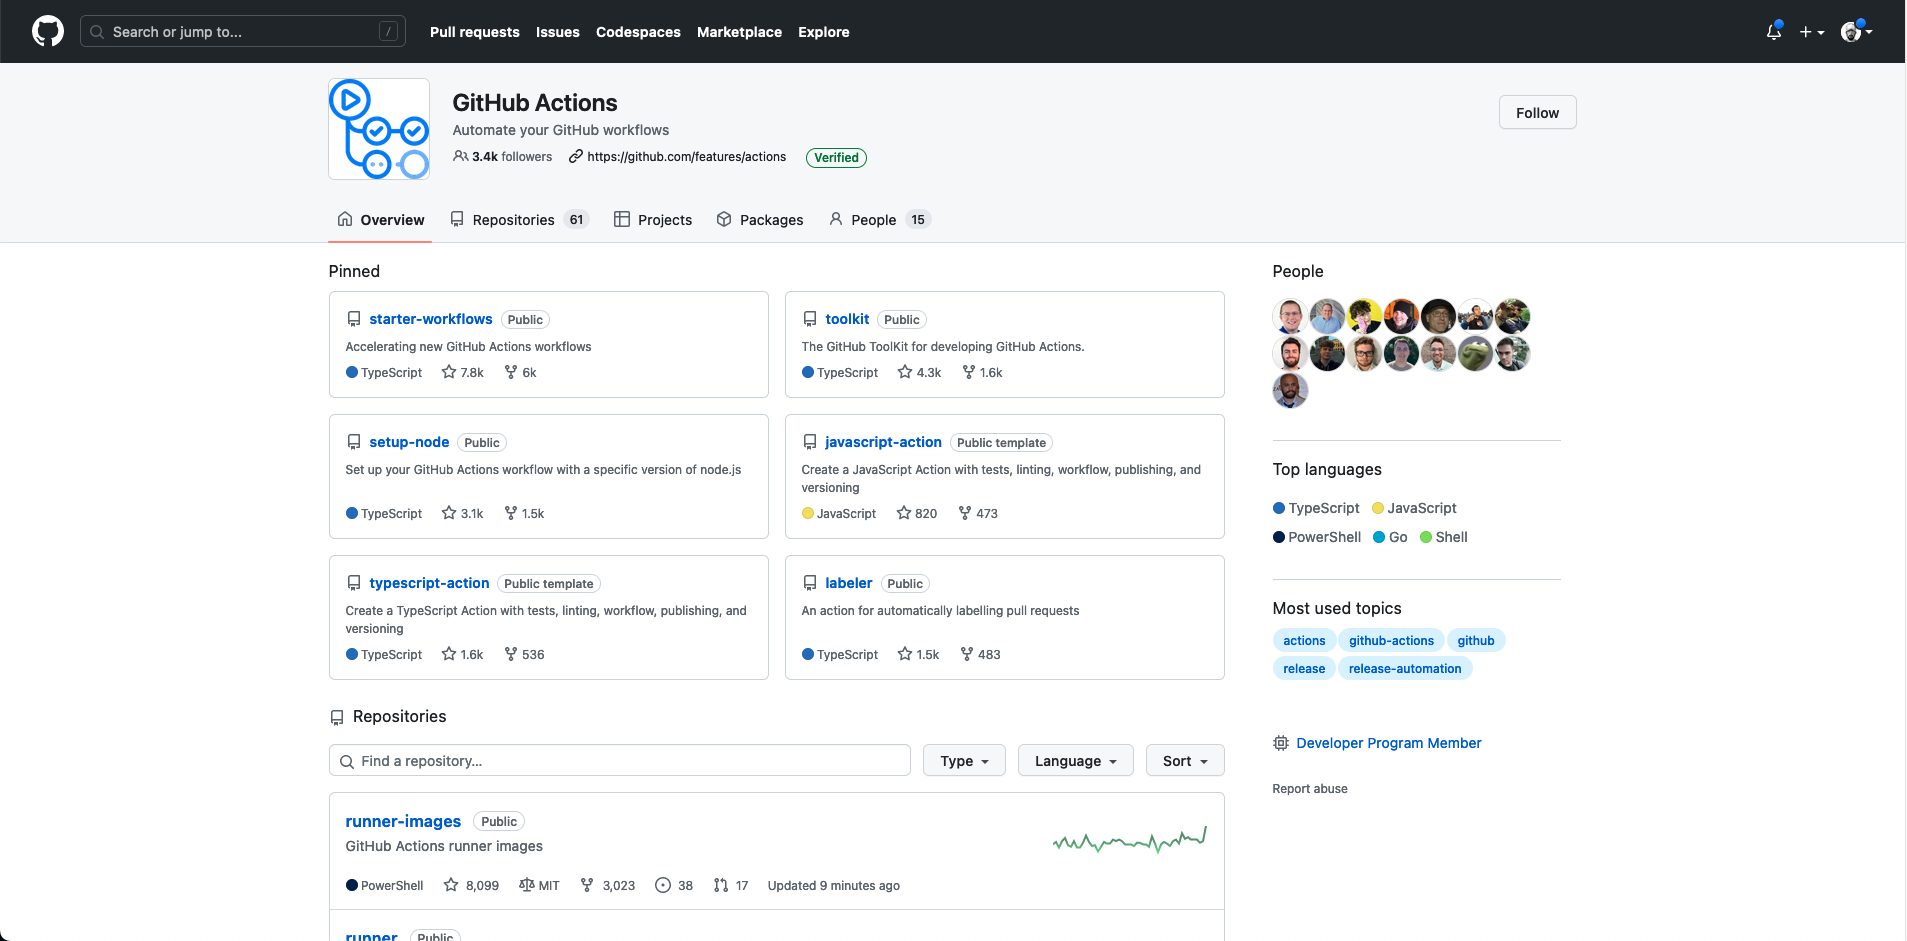 Search or jump to...
/
Pull requests
Issues
Codespaces
Marketplace
Explore
GitHub Actions
Automate your GitHub workflows
3.4k followers
https://github.com/features/actions
Verified
Follow
Overview
Repositories 61
Projects
Packages
People 15
Pinned
starter-workflows Public
Accelerating new GitHub Actions workflows
TypeScript 7.8k 6k
toolkit Public
The GitHub ToolKit for developing GitHub Actions.
TypeScript 4.3k 1.6k
setup-node Public
Set up your GitHub Actions workflow with a specific version of node.js
TypeScript 3.1k 1.5k
javascript-action Public template
Create a JavaScript Action with tests, linting, workflow, publishing, and
versioning
JavaScript 820 473
typescript-action Public template
Create a TypeScript Action with tests, linting, workflow, publishing, and
versioning
TypeScript 1.6k 536
labeler Public
An action for automatically labelling pull requests
TypeScript 1.5k 483
Repositories
Find a repository...
Type
Language
Sort
runner-images Public
GitHub Actions runner images
PowerShell 8,099 MIT 3,023 38 17 Updated 9 minutes ago
runner Public
People
Top languages
TypeScript JavaScript
PowerShell Go Shell
Most used topics
actions github-actions github
release release-automation
Developer Program Member
Report abuse